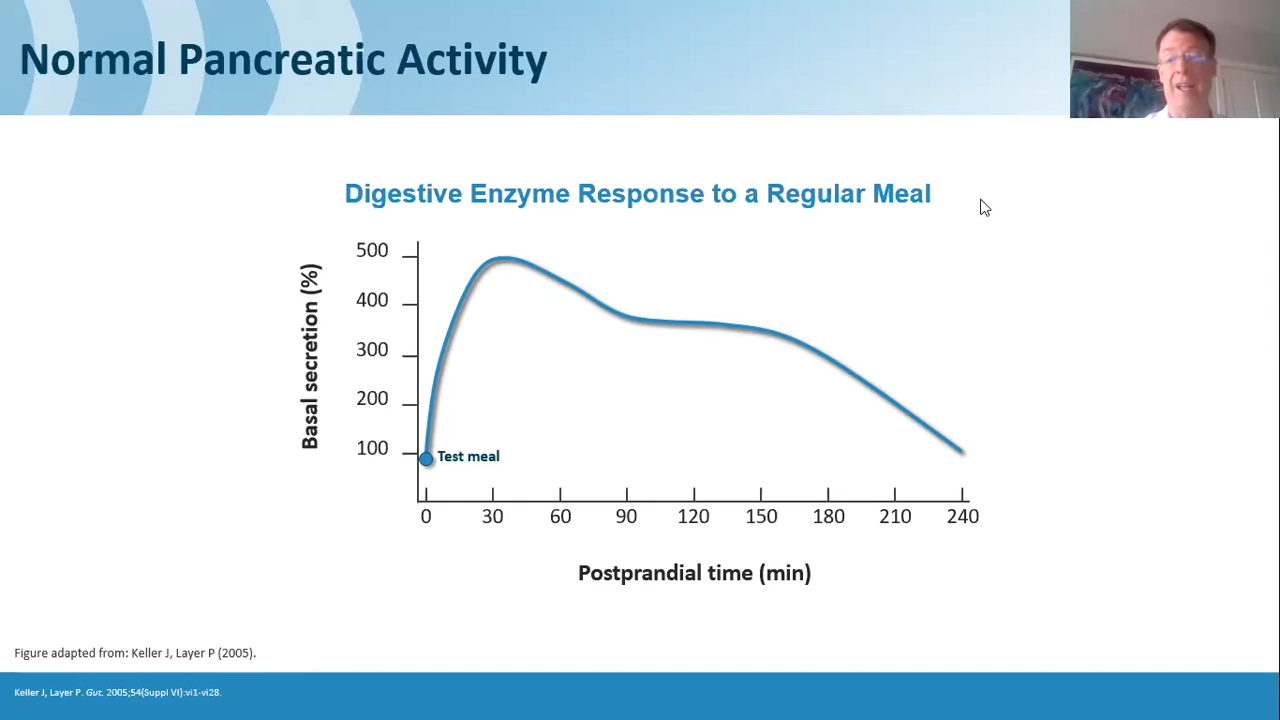 Normal Pancreatic Activity
Digestive Enzyme Response to a Regular Meal
Basal secretion (%)
500
400
300
200
100
Test meal
0 30 60 90 120 150 180 210 240
Postprandial time (min)
Figure adapted from: Keller J, Layer P (2005).
Keller J, Layer P. Gut. 2005;54(Suppl VI):vi1-vi28.